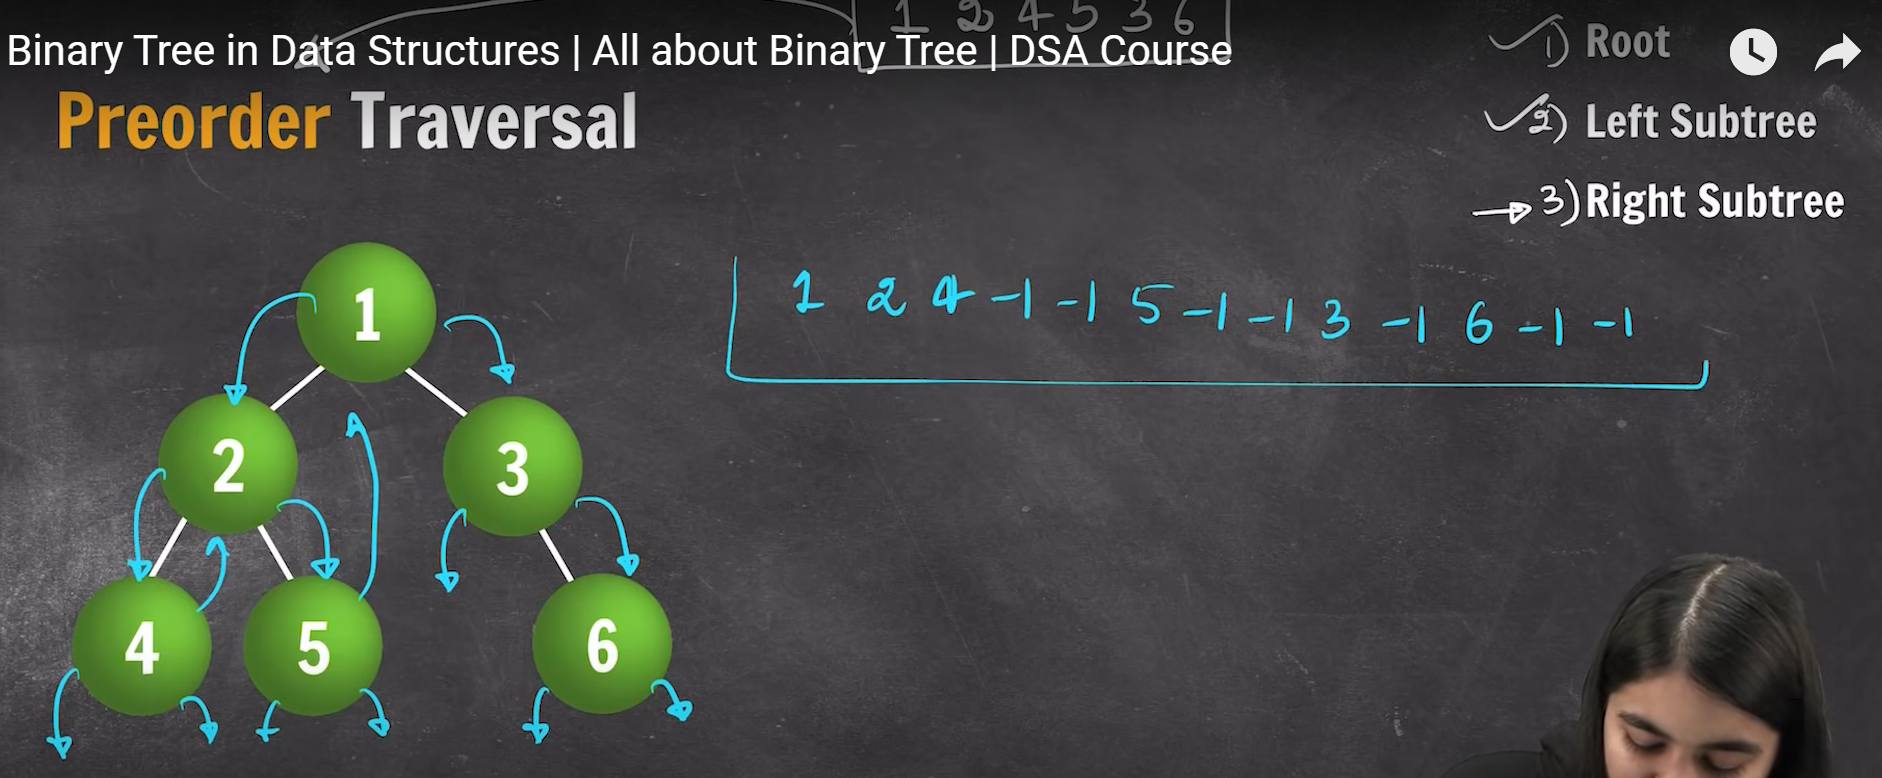 1 2 4 5 3 6
Binary Tree in Data Structures | All about Binary Tree | DSA Course
Preorder Traversal
1) Root
2) Left Subtree
3) Right Subtree
1 2 4 -1 -1 5 -1 -1 3 -1 6 -1 -1
1
2
3
4
5
6